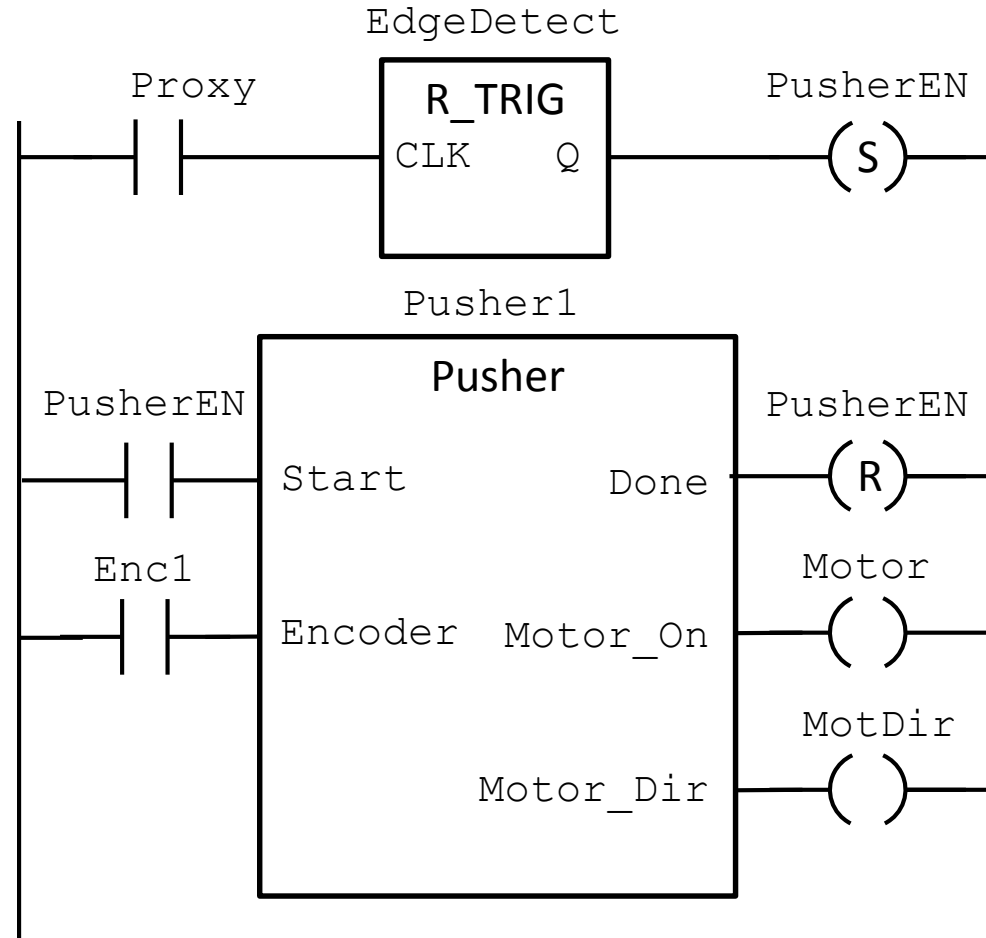 EdgeDetect
Proxy
R_TRIG
PusherEN
CLK
Q
S
Pusher1
Pusher
PusherEN
PusherEN
Start
Done
R
Enc1
Motor
Encoder
Motor_On
MotDir
Motor_Dir